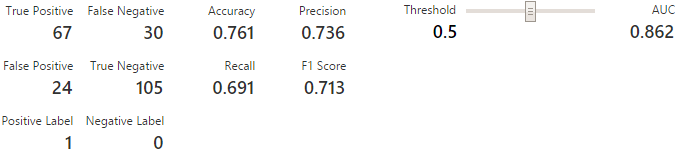 True Positive False Negative Accuracy Precision Threshold AUC
67 30 0.761 0.736 0.5 0.862
False Positive True Negative Recall F1 Score
24 105 0.691 0.713
Positive Label Negative Label
1 0